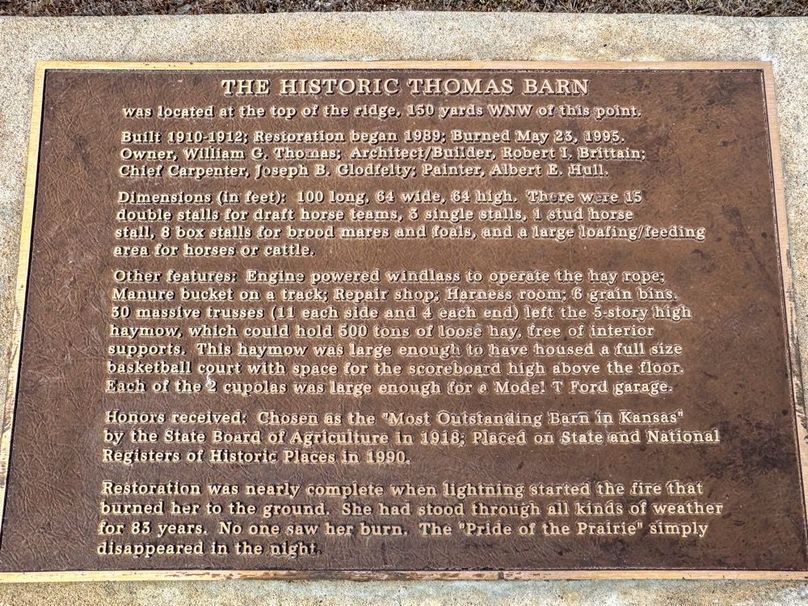 THE HISTORIC THOMAS BARN
was located at the top of the ridge, 150 yards WNW of this point.
Built 1910-1912; Restoration began 1989; Burned May 23, 1995.
Owner, William G. Thomas; Architect/Builder, Robert I. Brittain;
Chief Carpenter, Joseph B. Glodfelty; Painter, Albert E. Hull.
Dimensions (in feet): 100 long, 64 wide, 64 high. There were 15
double stalls for draft horse teams, 3 single stalls, 1 stud horse
stall, 8 box stalls for brood mares and foals, and a large loafing/feeding
area for horses or cattle.
Other features: Engine powered windlass to operate the hay rope;
Manure bucket on a track; Repair shop; Harness room; 6 grain bins.
30 massive trusses (11 each side and 4 each end) left the 5-story high
haymow, which could hold 500 tons of loose hay, free of interior
supports. This haymow was large enough to have housed a full size
basketball court with space for the scoreboard high above the floor.
Each of the 2 cupolas was large enough for a Model T Ford garage.
Honors received: Chosen as the "Most Outstanding Barn in Kansas"
by the State Board of Agriculture in 1918; Placed on State and National
Registers of Historic Places in 1990.
Restoration was nearly complete when lightning started the fire that
burned her to the ground. She had stood through all kinds of weather
for 83 years. No one saw her burn. The "Pride of the Prairie" simply
disappeared in the night.